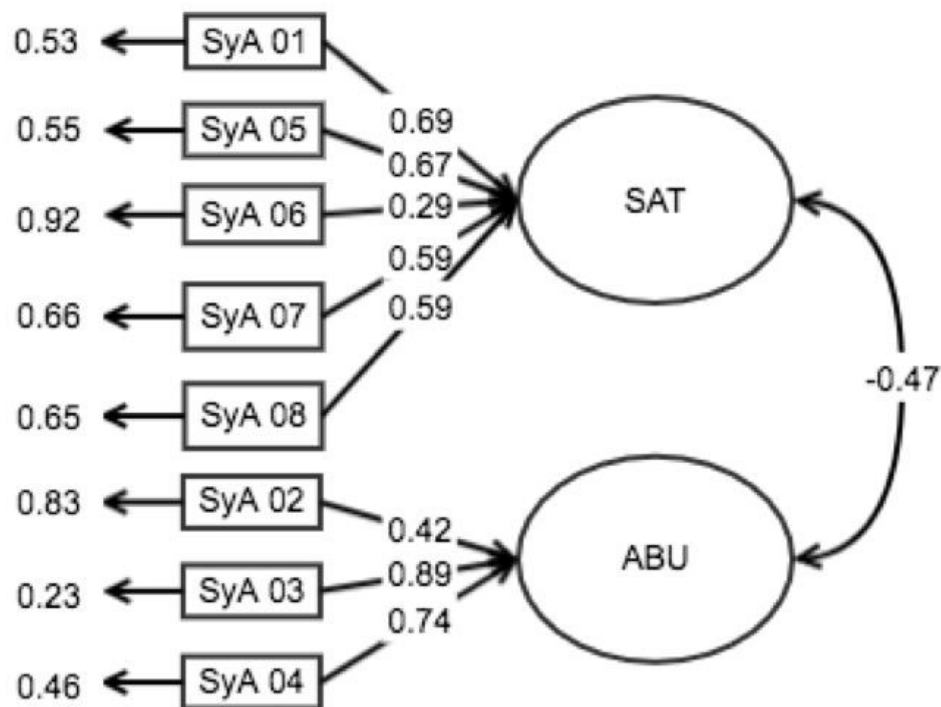 0.53 SyA 01
0.69
0.55 SyA 05
0.67
0.92 SyA 06
0.29
SAT
0.59
0.66 SyA 07
0.59
-0.47
0.65 SyA 08
0.83 SyA 02
0.42
0.89
ABU
0.23 SyA 03
0.74
0.46 SyA 04